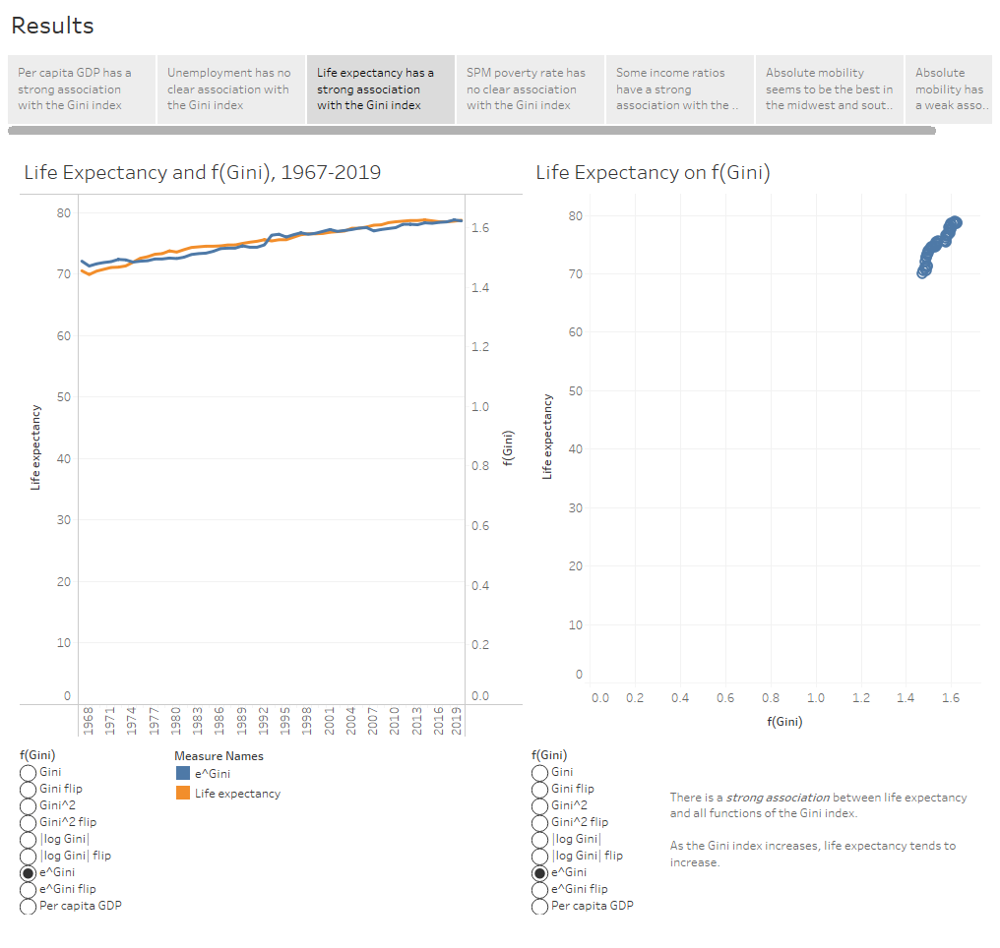 Results
Per capita GDP has a
strong association
with the Gini index
Unemployment has no
clear association with
the Gini index
Life expectancy has a
strong association
with the Gini index
SPM poverty rate has
no clear association
with the Gini index
Some income ratios
have a strong
association with the ..
Absolute mobility
seems to be the best in
the midwest and sout..
Absolute
mobility has
a weak asso..
Life Expectancy and f(Gini), 1967-2019
80
70
60
50
40
30
20
10
0
Life expectancy
1.6
1.4
1.2
1.0
0.8
0.6
0.4
0.2
0.0
f(Gini)
1968
1971
1974
1977
1980
1983
1986
1989
1992
1995
1998
2001
2004
2007
2010
2013
2016
2019
Life Expectancy on f(Gini)
80
70
60
50
40
30
20
10
0
Life expectancy
0.0 0.2 0.4 0.6 0.8 1.0 1.2 1.4 1.6
f(Gini)
f(Gini)
Gini
Gini flip
Gini^2
Gini^2 flip
|log Gini|
|log Gini| flip
e^Gini
e^Gini flip
Per capita GDP
Measure Names
e^Gini
Life expectancy
f(Gini)
Gini
Gini flip
Gini^2
Gini^2 flip
|log Gini|
|log Gini| flip
e^Gini
e^Gini flip
Per capita GDP
There is a strong association between life expectancy
and all functions of the Gini index.
As the Gini index increases, life expectancy tends to
increase.